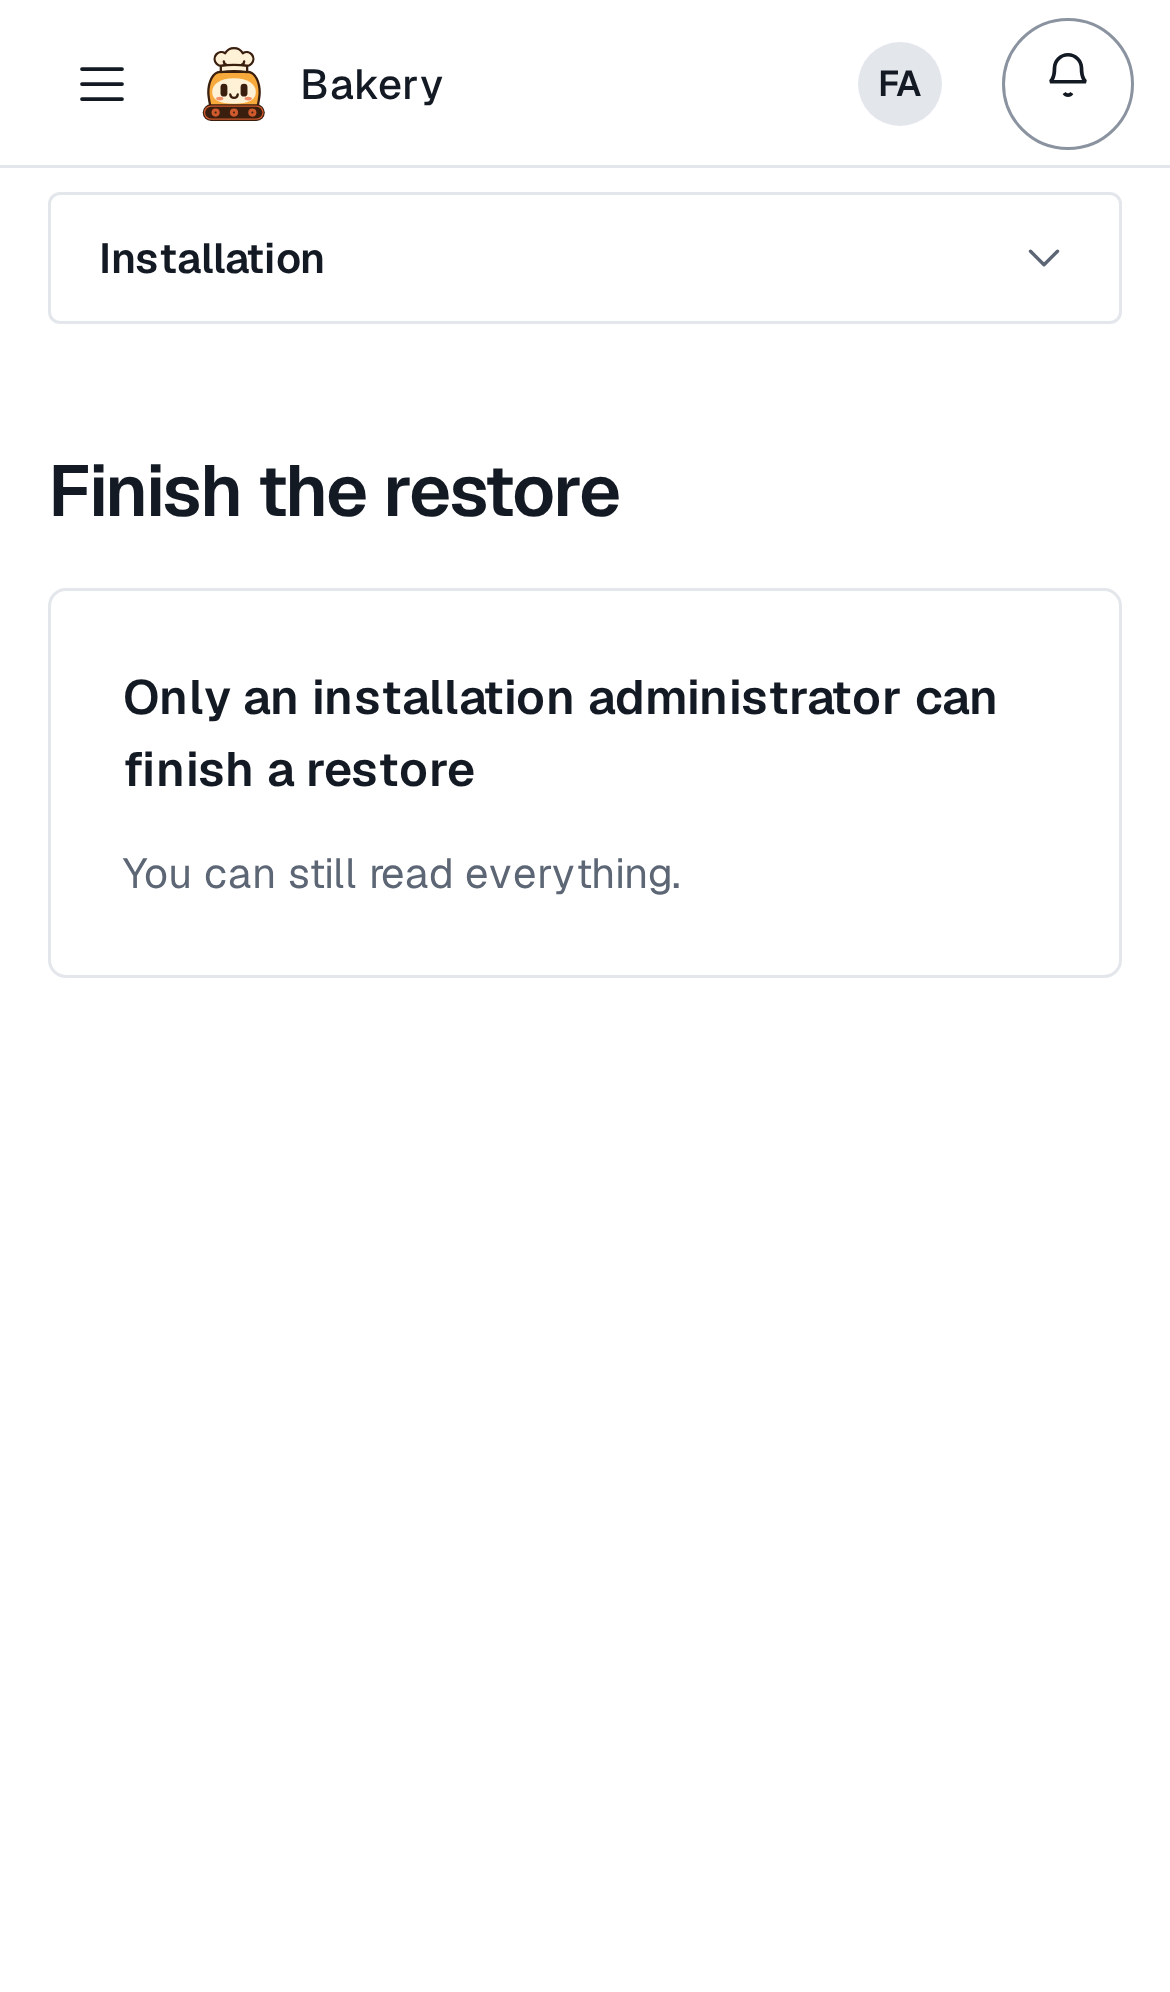 Bakery
FA
Installation
Finish the restore
Only an installation administrator can
finish a restore
You can still read everything.